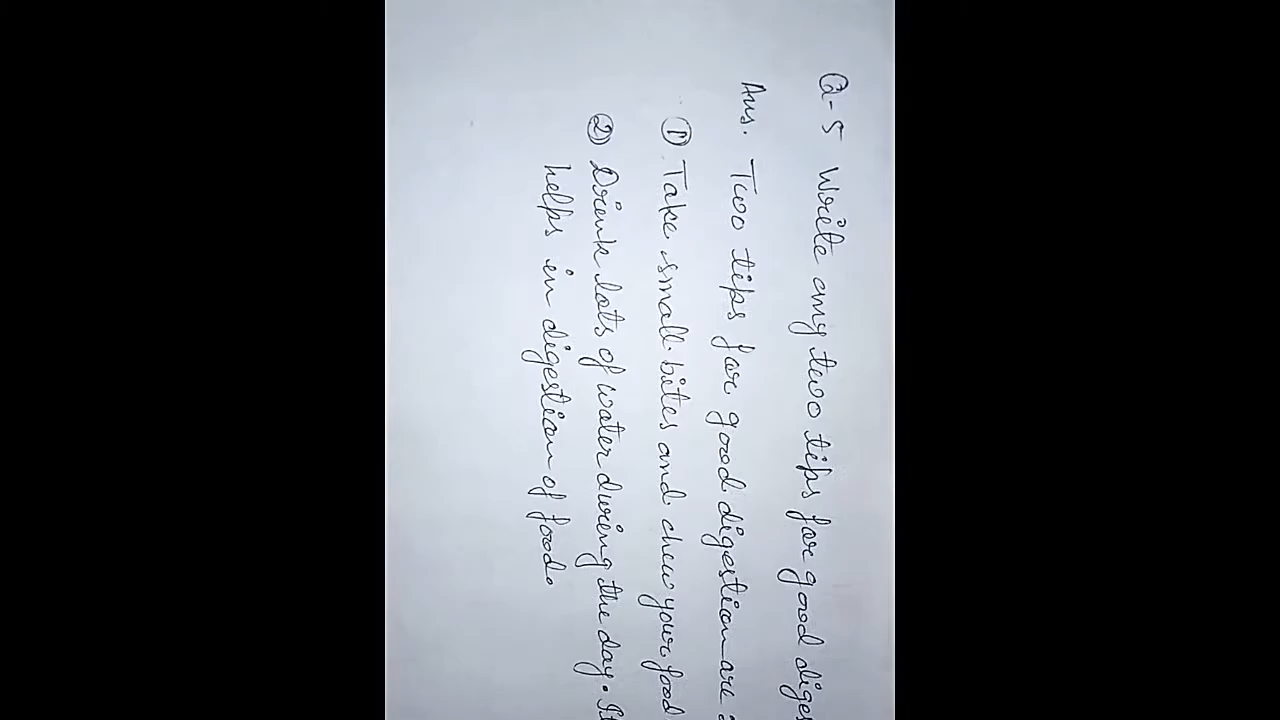 Q-5 Write any two tips for good diges
Ans. Two tips for good digestion are
① Take small bites and chew your food
② Drink lots of water during the day. It
helps in digestion of food.